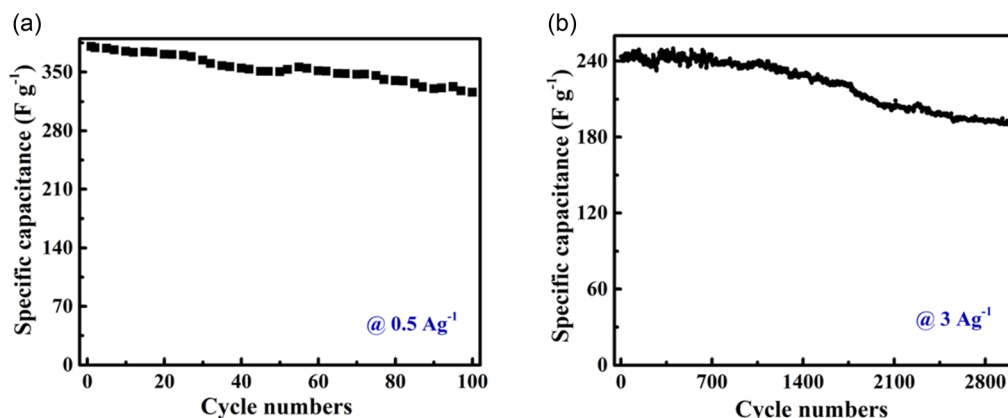 (a)
Specific capacitance (F g⁻¹)
350
280
210
140
70
0
@ 0.5 Ag⁻¹
0 20 40 60 80 100
Cycle numbers
(b)
Specific capacitance (F g⁻¹)
240
180
120
60
0
@ 3 Ag⁻¹
0 700 1400 2100 2800
Cycle numbers